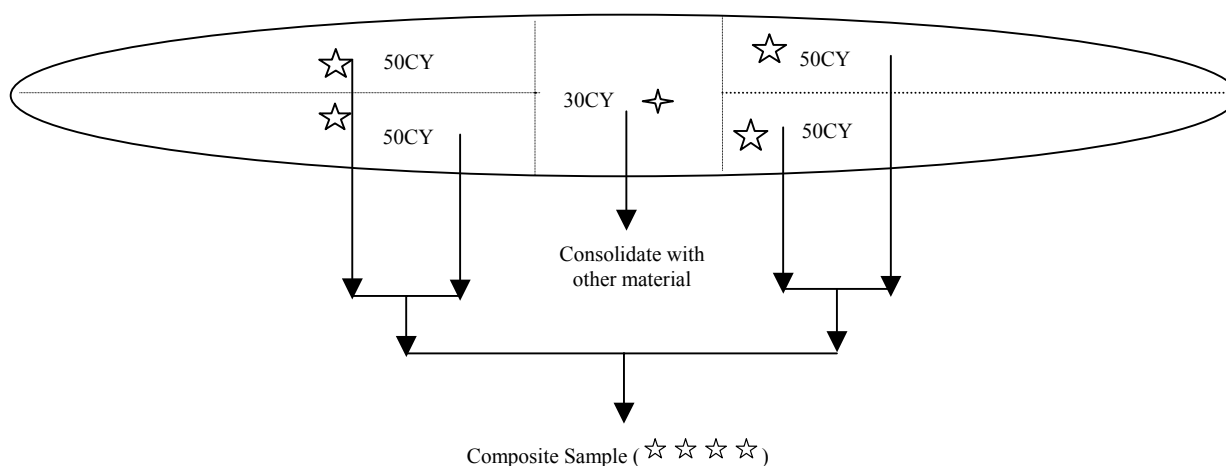 50CY
50CY
30CY
50CY
50CY
Consolidate with
other material
Composite Sample (☆ ☆ ☆ ☆)